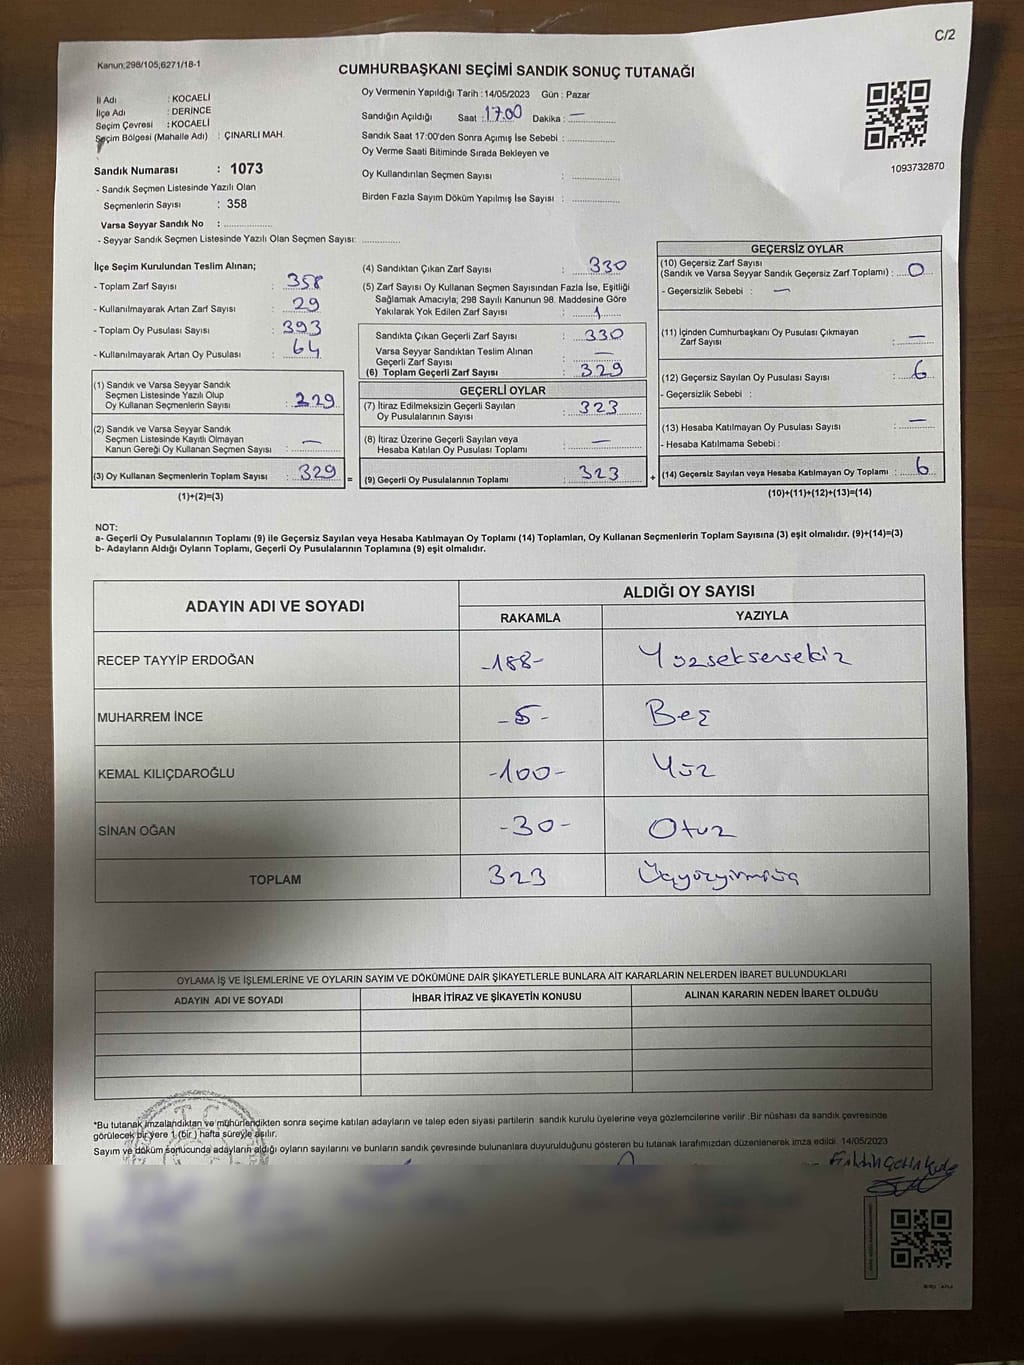 C/2
Kanun;298/105,6271/18-1
CUMHURBAŞKANI SEÇİMİ SANDIK SONUÇ TUTANAĞI
İl Adı : KOCAELİ
İlçe Adı : DERİNCE
Seçim Çevresi : KOCAELİ
Seçim Bölgesi (Mahalle Adı) : ÇINARLI MAH.
Sandık Numarası : 1073
- Sandık Seçmen Listesinde Yazılı Olan
Seçmenlerin Sayısı : 358
Varsa Seyyar Sandık No : ..............
- Seyyar Sandık Seçmen Listesinde Yazılı Olan Seçmen Sayısı: ............
Oy Vermenin Yapıldığı Tarih : 14/05/2023 Gün : Pazar
Sandığın Açıldığı Saat : 17.00 Dakika : —
Sandık Saat 17:00'den Sonra Açımış İse Sebebi : ..............
Oy Verme Saati Bitiminde Sırada Bekleyen ve
Oy Kullandırılan Seçmen Sayısı : ..............
Birden Fazla Sayım Döküm Yapılmış İse Sayısı : ..............
1093732870
İlçe Seçim Kurulundan Teslim Alınan;
- Toplam Zarf Sayısı : 358
- Kullanılmayarak Artan Zarf Sayısı : 29
- Toplam Oy Pusulası Sayısı : 393
- Kullanılmayarak Artan Oy Pusulası : 64
(1) Sandık ve Varsa Seyyar Sandık
Seçmen Listesinde Yazılı Olup
Oy Kullanan Seçmenlerin Sayısı : 329
(2) Sandık ve Varsa Seyyar Sandık
Seçmen Listesinde Kayıtlı Olmayan
Kanun Gereği Oy Kullanan Seçmen Sayısı : —
(3) Oy Kullanan Seçmenlerin Toplam Sayısı : 329 =
(1)+(2)=(3)
(4) Sandıktan Çıkan Zarf Sayısı : 330
(5) Zarf Sayısı Oy Kullanan Seçmen Sayısından Fazla İse, Eşitliği
Sağlamak Amacıyla; 298 Sayılı Kanunun 98. Maddesine Göre
Yakılarak Yok Edilen Zarf Sayısı : 1
Sandıkta Çıkan Geçerli Zarf Sayısı : 330
Varsa Seyyar Sandıktan Teslim Alınan
Geçerli Zarf Sayısı : —
(6) Toplam Geçerli Zarf Sayısı : 329
GEÇERLİ OYLAR
(7) İtiraz Edilmeksizin Geçerli Sayılan
Oy Pusulalarının Sayısı : 323
(8) İtiraz Üzerine Geçerli Sayılan veya
Hesaba Katılan Oy Pusulası Toplamı : —
(9) Geçerli Oy Pusulalarının Toplamı : 323 +
GEÇERSİZ OYLAR
(10) Geçersiz Zarf Sayısı
(Sandık ve Varsa Seyyar Sandık Geçersiz Zarf Toplamı) : 0
- Geçersizlik Sebebi : —
(11) İçinden Cumhurbaşkanı Oy Pusulası Çıkmayan
Zarf Sayısı : —
(12) Geçersiz Sayılan Oy Pusulası Sayısı : 6
- Geçersizlik Sebebi :
(13) Hesaba Katılmayan Oy Pusulası Sayısı : —
- Hesaba Katılmama Sebebi :
(14) Geçersiz Sayılan veya Hesaba Katılmayan Oy Toplamı : 6
(10)+(11)+(12)+(13)=(14)
NOT:
a- Geçerli Oy Pusulalarının Toplamı (9) ile Geçersiz Sayılan veya Hesaba Katılmayan Oy Toplamı (14) Toplamları, Oy Kullanan Seçmenlerin Toplam Sayısına (3) eşit olmalıdır. (9)+(14)=(3)
b- Adayların Aldığı Oyların Toplamı, Geçerli Oy Pusulalarının Toplamına (9) eşit olmalıdır.
ADAYIN ADI VE SOYADI ALDIĞI OY SAYISI
RAKAMLA YAZIYLA
RECEP TAYYİP ERDOĞAN -188- Yüzseksensekiz
MUHARREM İNCE -5- Beş
KEMAL KILIÇDAROĞLU -100- Yüz
SİNAN OĞAN -30- Otuz
TOPLAM 323 Üçyüzyirmiüç
OYLAMA İŞ VE İŞLEMLERİNE VE OYLARIN SAYIM VE DÖKÜMÜNE DAİR ŞİKAYETLERLE BUNLARA AİT KARARLARIN NELERDEN İBARET BULUNDUKLARI
ADAYIN ADI VE SOYADI İHBAR İTİRAZ VE ŞİKAYETİN KONUSU ALINAN KARARIN NEDEN İBARET OLDUĞU
T.C.
*Bu tutanak imzalandıktan ve mühürlendikten sonra seçime katılan adayların ve talep eden siyasi partilerin sandık kurulu üyelerine veya gözlemcilerine verilir .Bir nüshası da sandık çevresinde
görülecek bir yere 1 (bir) hafta süreyle asılır.
Sayım ve döküm sonucunda adayların aldığı oyların sayılarını ve bunların sandık çevresinde bulunanlara duyurulduğunu gösteren bu tutanak tarafımızdan düzenlenerek imza edildi. 14/05/2023